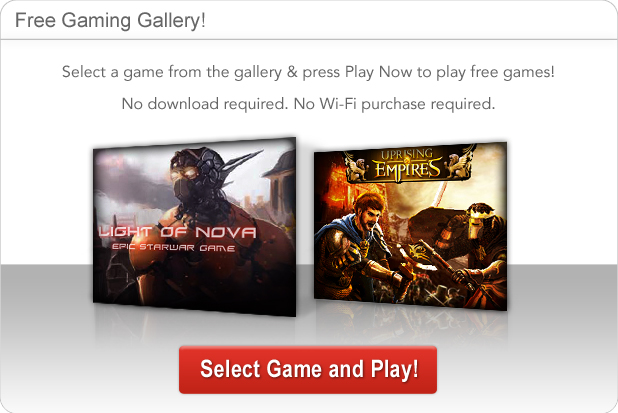 Free Gaming Gallery!
Select a game from the gallery & press Play Now to play free games!
No download required. No Wi-Fi purchase required.
LIGHT OF NOVA
EPIC STARWAR GAME
UPRISING
EMPIRES
Select Game and Play!